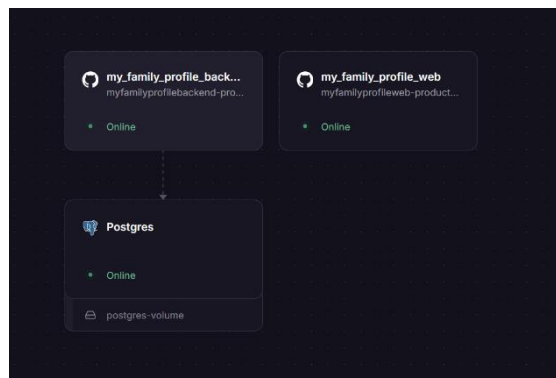 my_family_profile_back...
myfamilyprofilebackend-pro...
Online
my_family_profile_web
myfamilyprofileweb-product...
Online
Postgres
Online
postgres-volume